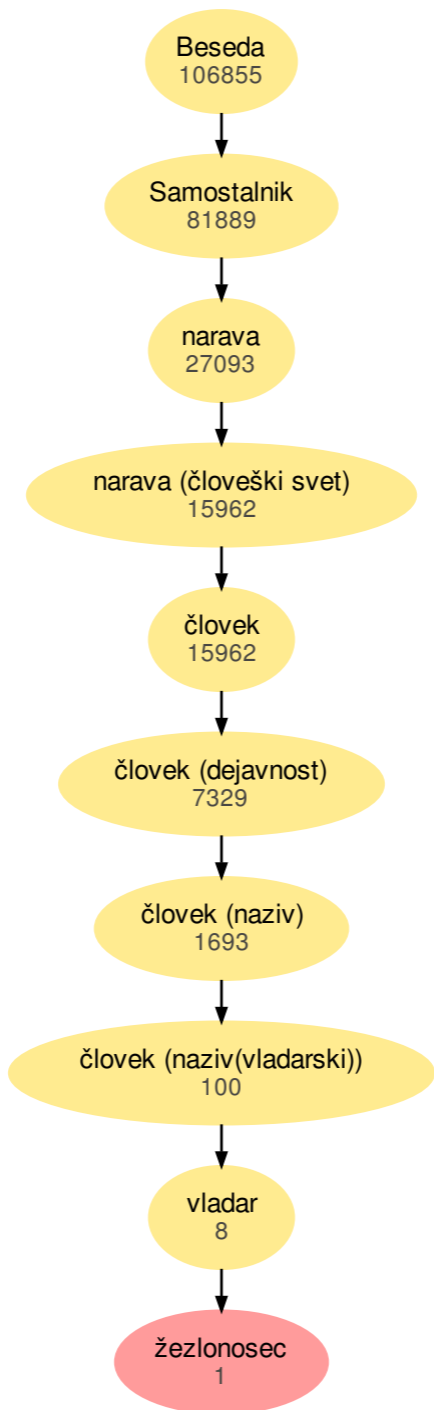 Beseda
106855
Samostalnik
81889
narava
27093
narava (človeški svet)
15962
človek
15962
človek (dejavnost)
7329
človek (naziv)
1693
človek (naziv(vladarski))
100
vladar
8
žezlonosec
1